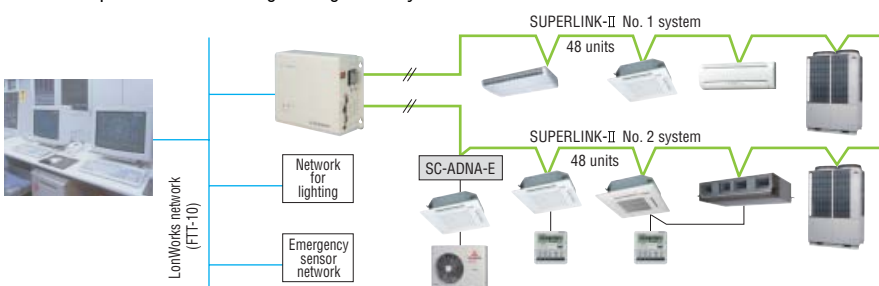 SUPERLINK-II No. 1 system
48 units
SUPERLINK-II No. 2 system
48 units
SC-ADNA-E
Network
for
lighting
Emergency
sensor
network
LonWorks network
(FTT-10)